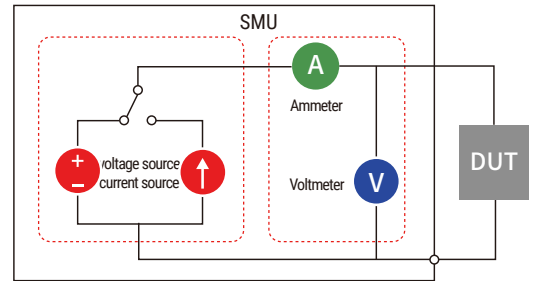 SMU
A
Ammeter
+
voltage source
current source
−
Voltmeter
V
DUT